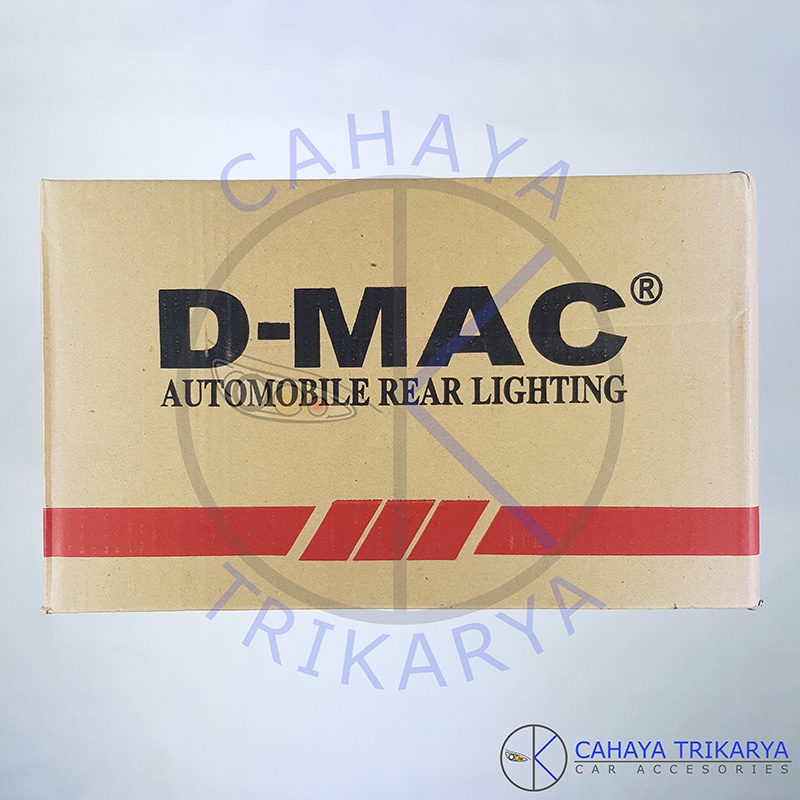 CAHAYA
D-MAC®
AUTOMOBILE REAR LIGHTING
TRIKARYA
CAHAYA TRIKARYA
CAR ACCESORIES